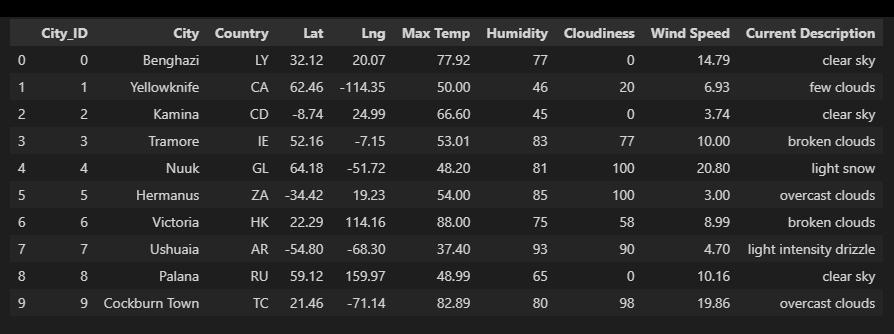 City_ID City Country Lat Lng Max Temp Humidity Cloudiness Wind Speed Current Description
0 0 Benghazi LY 32.12 20.07 77.92 77 0 14.79 clear sky
1 1 Yellowknife CA 62.46 -114.35 50.00 46 20 6.93 few clouds
2 2 Kamina CD -8.74 24.99 66.60 45 0 3.74 clear sky
3 3 Tramore IE 52.16 -7.15 53.01 83 77 10.00 broken clouds
4 4 Nuuk GL 64.18 -51.72 48.20 81 100 20.80 light snow
5 5 Hermanus ZA -34.42 19.23 54.00 85 100 3.00 overcast clouds
6 6 Victoria HK 22.29 114.16 88.00 75 58 8.99 broken clouds
7 7 Ushuaia AR -54.80 -68.30 37.40 93 90 4.70 light intensity drizzle
8 8 Palana RU 59.12 159.97 48.99 65 0 10.16 clear sky
9 9 Cockburn Town TC 21.46 -71.14 82.89 80 98 19.86 overcast clouds